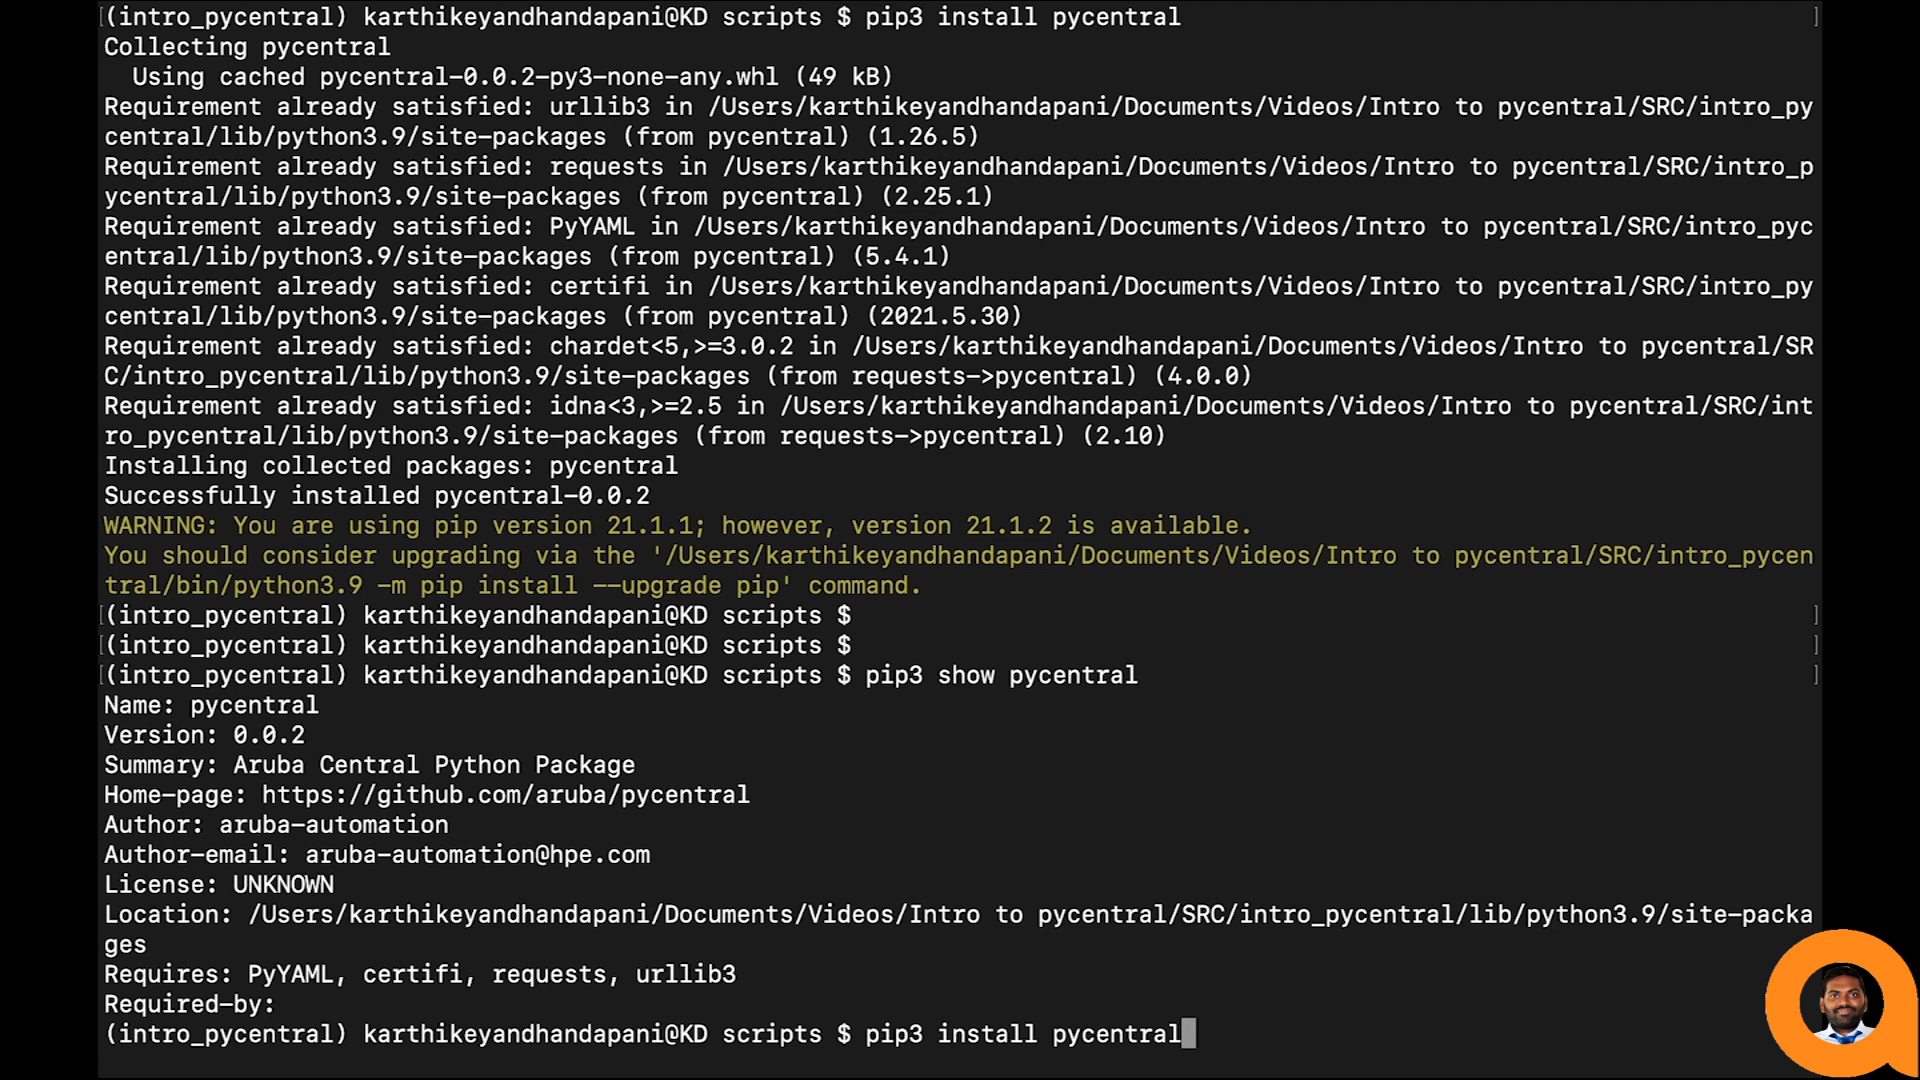 (intro_pycentral) karthikeyandhandapani@KD scripts $ pip3 install pycentral
Collecting pycentral
  Using cached pycentral-0.0.2-py3-none-any.whl (49 kB)
Requirement already satisfied: urllib3 in /Users/karthikeyandhandapani/Documents/Videos/Intro to pycentral/SRC/intro_py
central/lib/python3.9/site-packages (from pycentral) (1.26.5)
Requirement already satisfied: requests in /Users/karthikeyandhandapani/Documents/Videos/Intro to pycentral/SRC/intro_p
ycentral/lib/python3.9/site-packages (from pycentral) (2.25.1)
Requirement already satisfied: PyYAML in /Users/karthikeyandhandapani/Documents/Videos/Intro to pycentral/SRC/intro_pyc
entral/lib/python3.9/site-packages (from pycentral) (5.4.1)
Requirement already satisfied: certifi in /Users/karthikeyandhandapani/Documents/Videos/Intro to pycentral/SRC/intro_py
central/lib/python3.9/site-packages (from pycentral) (2021.5.30)
Requirement already satisfied: chardet<5,>=3.0.2 in /Users/karthikeyandhandapani/Documents/Videos/Intro to pycentral/SR
C/intro_pycentral/lib/python3.9/site-packages (from requests->pycentral) (4.0.0)
Requirement already satisfied: idna<3,>=2.5 in /Users/karthikeyandhandapani/Documents/Videos/Intro to pycentral/SRC/int
ro_pycentral/lib/python3.9/site-packages (from requests->pycentral) (2.10)
Installing collected packages: pycentral
Successfully installed pycentral-0.0.2
WARNING: You are using pip version 21.1.1; however, version 21.1.2 is available.
You should consider upgrading via the '/Users/karthikeyandhandapani/Documents/Videos/Intro to pycentral/SRC/intro_pycen
tral/bin/python3.9 -m pip install --upgrade pip' command.
(intro_pycentral) karthikeyandhandapani@KD scripts $
(intro_pycentral) karthikeyandhandapani@KD scripts $
(intro_pycentral) karthikeyandhandapani@KD scripts $ pip3 show pycentral
Name: pycentral
Version: 0.0.2
Summary: Aruba Central Python Package
Home-page: https://github.com/aruba/pycentral
Author: aruba-automation
Author-email: aruba-automation@hpe.com
License: UNKNOWN
Location: /Users/karthikeyandhandapani/Documents/Videos/Intro to pycentral/SRC/intro_pycentral/lib/python3.9/site-packa
ges
Requires: PyYAML, certifi, requests, urllib3
Required-by:
(intro_pycentral) karthikeyandhandapani@KD scripts $ pip3 install pycentral